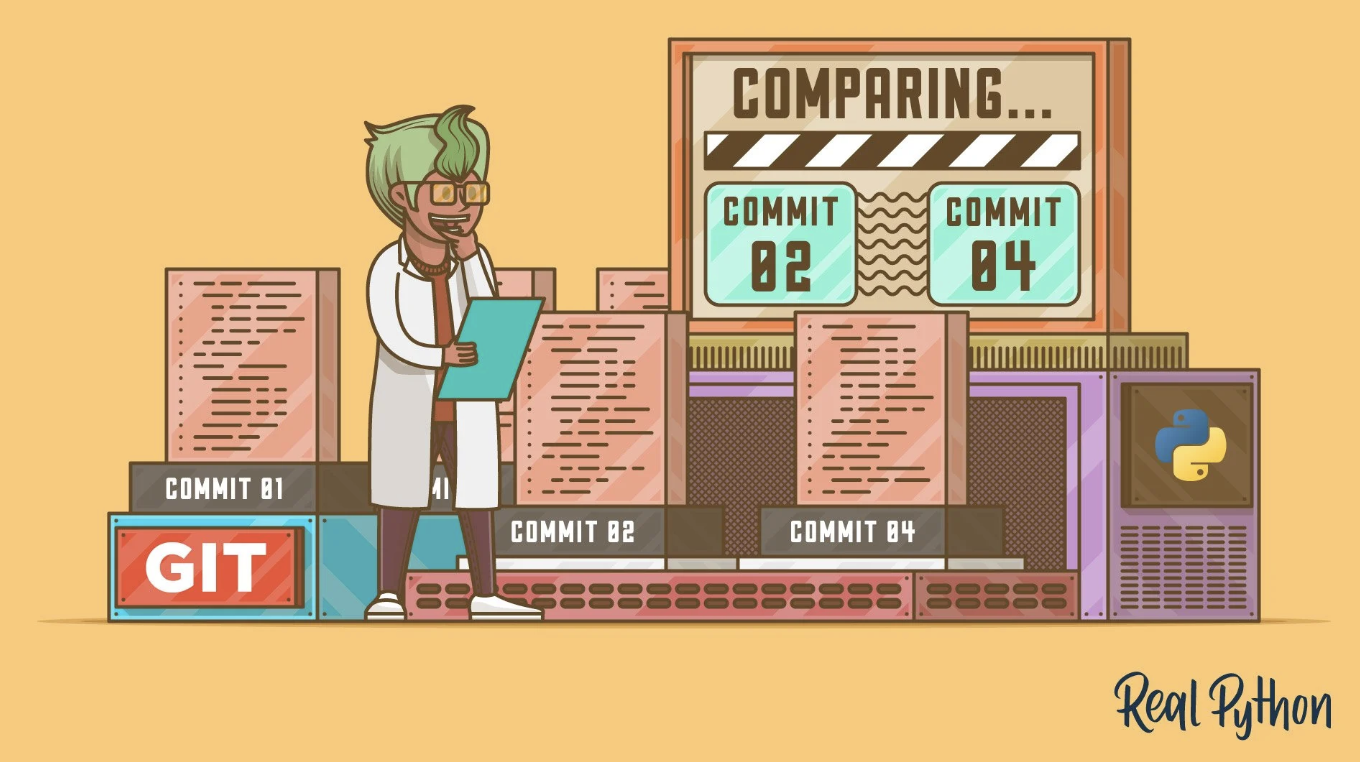 COMPARING...
COMMIT
02
COMMIT
04
COMMIT 01
COMMIT 02
COMMIT 04
GIT
Real Python